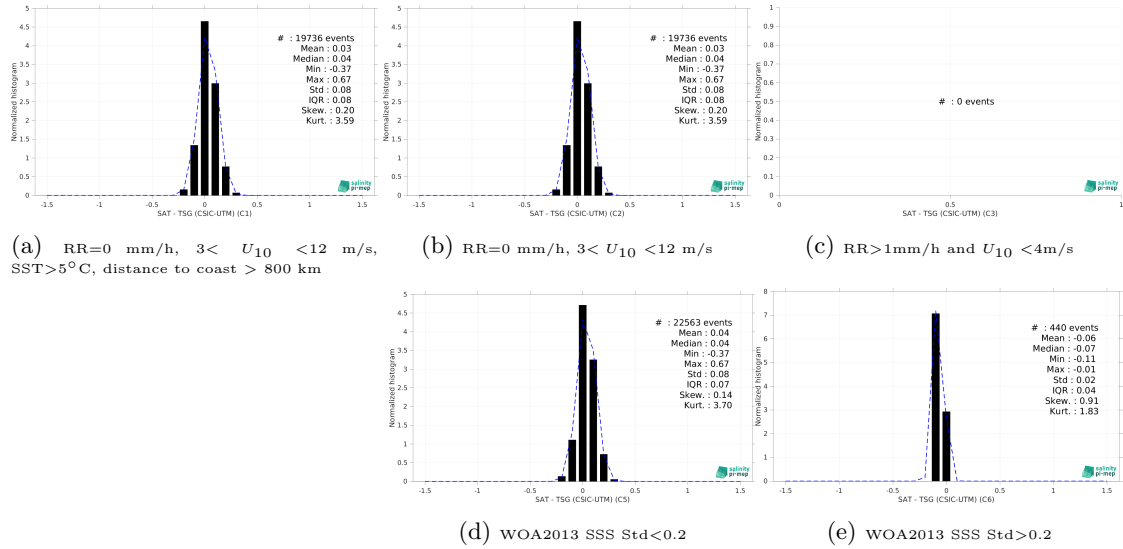 5
4.5
4
3.5
3
2.5
2
1.5
1
0.5
0
Normalized histogram
# : 19736 events
Mean : 0.03
Median : 0.04
Min : -0.37
Max : 0.67
Std : 0.08
IQR : 0.08
Skew. : 0.20
Kurt. : 3.59
salinity
pi-mep
-1.5 -1 -0.5 0 0.5 1 1.5
SAT - TSG (CSIC-UTM) (C1)
(a) RR=0 mm/h, 3< U10 <12 m/s,
SST>5°C, distance to coast > 800 km
5
4.5
4
3.5
3
2.5
2
1.5
1
0.5
0
Normalized histogram
# : 19736 events
Mean : 0.03
Median : 0.04
Min : -0.37
Max : 0.67
Std : 0.08
IQR : 0.08
Skew. : 0.20
Kurt. : 3.59
salinity
pi-mep
-1.5 -1 -0.5 0 0.5 1 1.5
SAT - TSG (CSIC-UTM) (C2)
(b) RR=0 mm/h, 3< U10 <12 m/s
1
0.9
0.8
0.7
0.6
0.5
0.4
0.3
0.2
0.1
0
Normalized histogram
# : 0 events
salinity
pi-mep
0 0.5 1
SAT - TSG (CSIC-UTM) (C3)
(c) RR>1mm/h and U10 <4m/s
5
4.5
4
3.5
3
2.5
2
1.5
1
0.5
0
Normalized histogram
# : 22563 events
Mean : 0.04
Median : 0.04
Min : -0.37
Max : 0.67
Std : 0.08
IQR : 0.07
Skew. : 0.14
Kurt. : 3.70
salinity
pi-mep
-1.5 -1 -0.5 0 0.5 1 1.5
SAT - TSG (CSIC-UTM) (C5)
(d) WOA2013 SSS Std<0.2
8
7
6
5
4
3
2
1
0
Normalized histogram
# : 440 events
Mean : -0.06
Median : -0.07
Min : -0.11
Max : -0.01
Std : 0.02
IQR : 0.04
Skew. : 0.91
Kurt. : 1.83
salinity
pi-mep
-1.5 -1 -0.5 0 0.5 1 1.5
SAT - TSG (CSIC-UTM) (C6)
(e) WOA2013 SSS Std>0.2